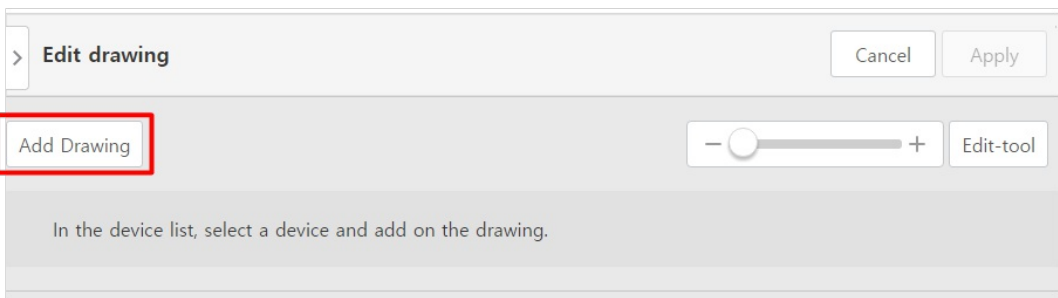 Edit drawing
Cancel
Apply
Add Drawing
Edit-tool
In the device list, select a device and add on the drawing.